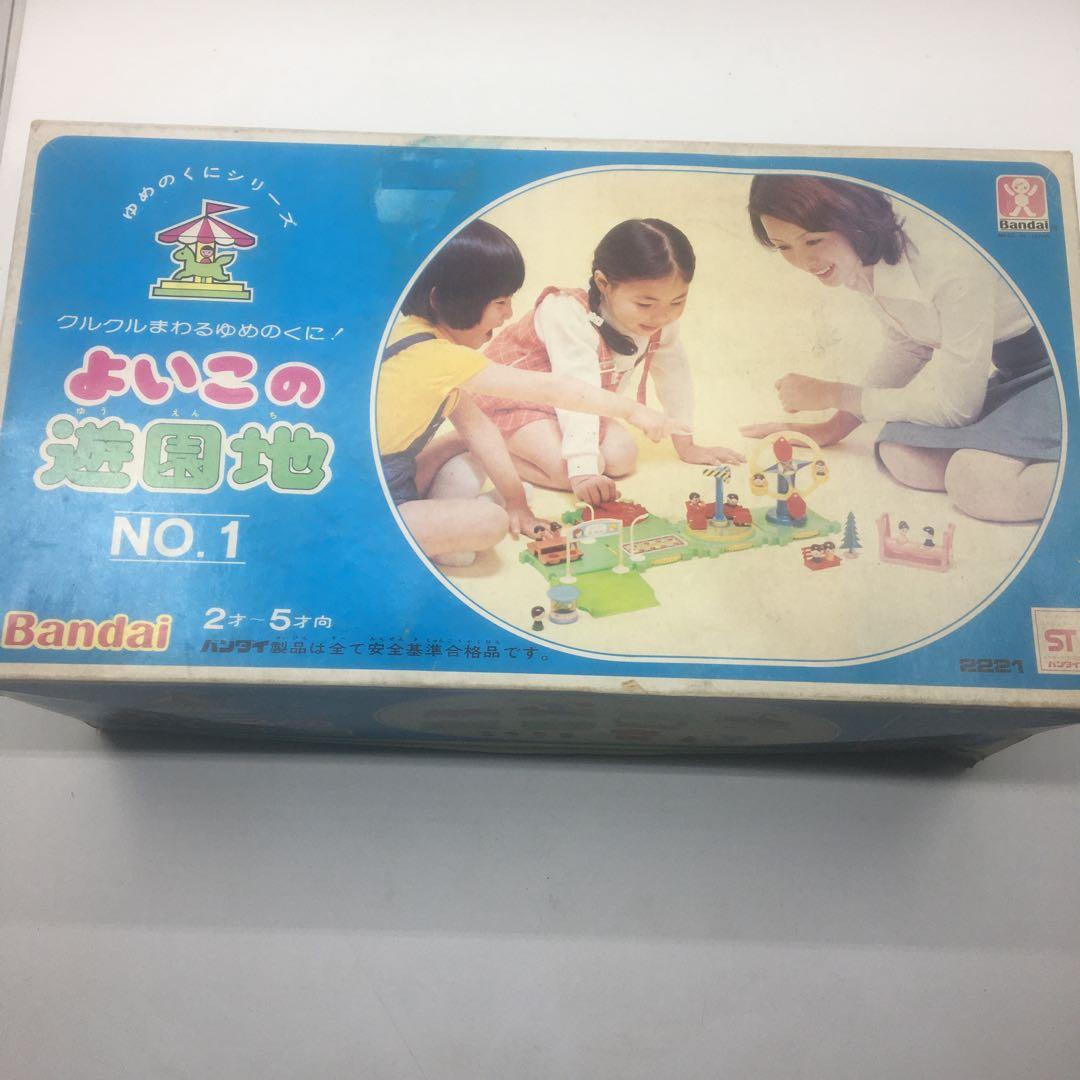 ゆめのくにシリーズ
クルクルまわるゆめのくに!
よいこの
ゆうえんち
遊園地
NO.1
Bandai
2才~5才向
バンダイ製品は全て安全基準合格品です。
Bandai
2221
ST
バンダイ